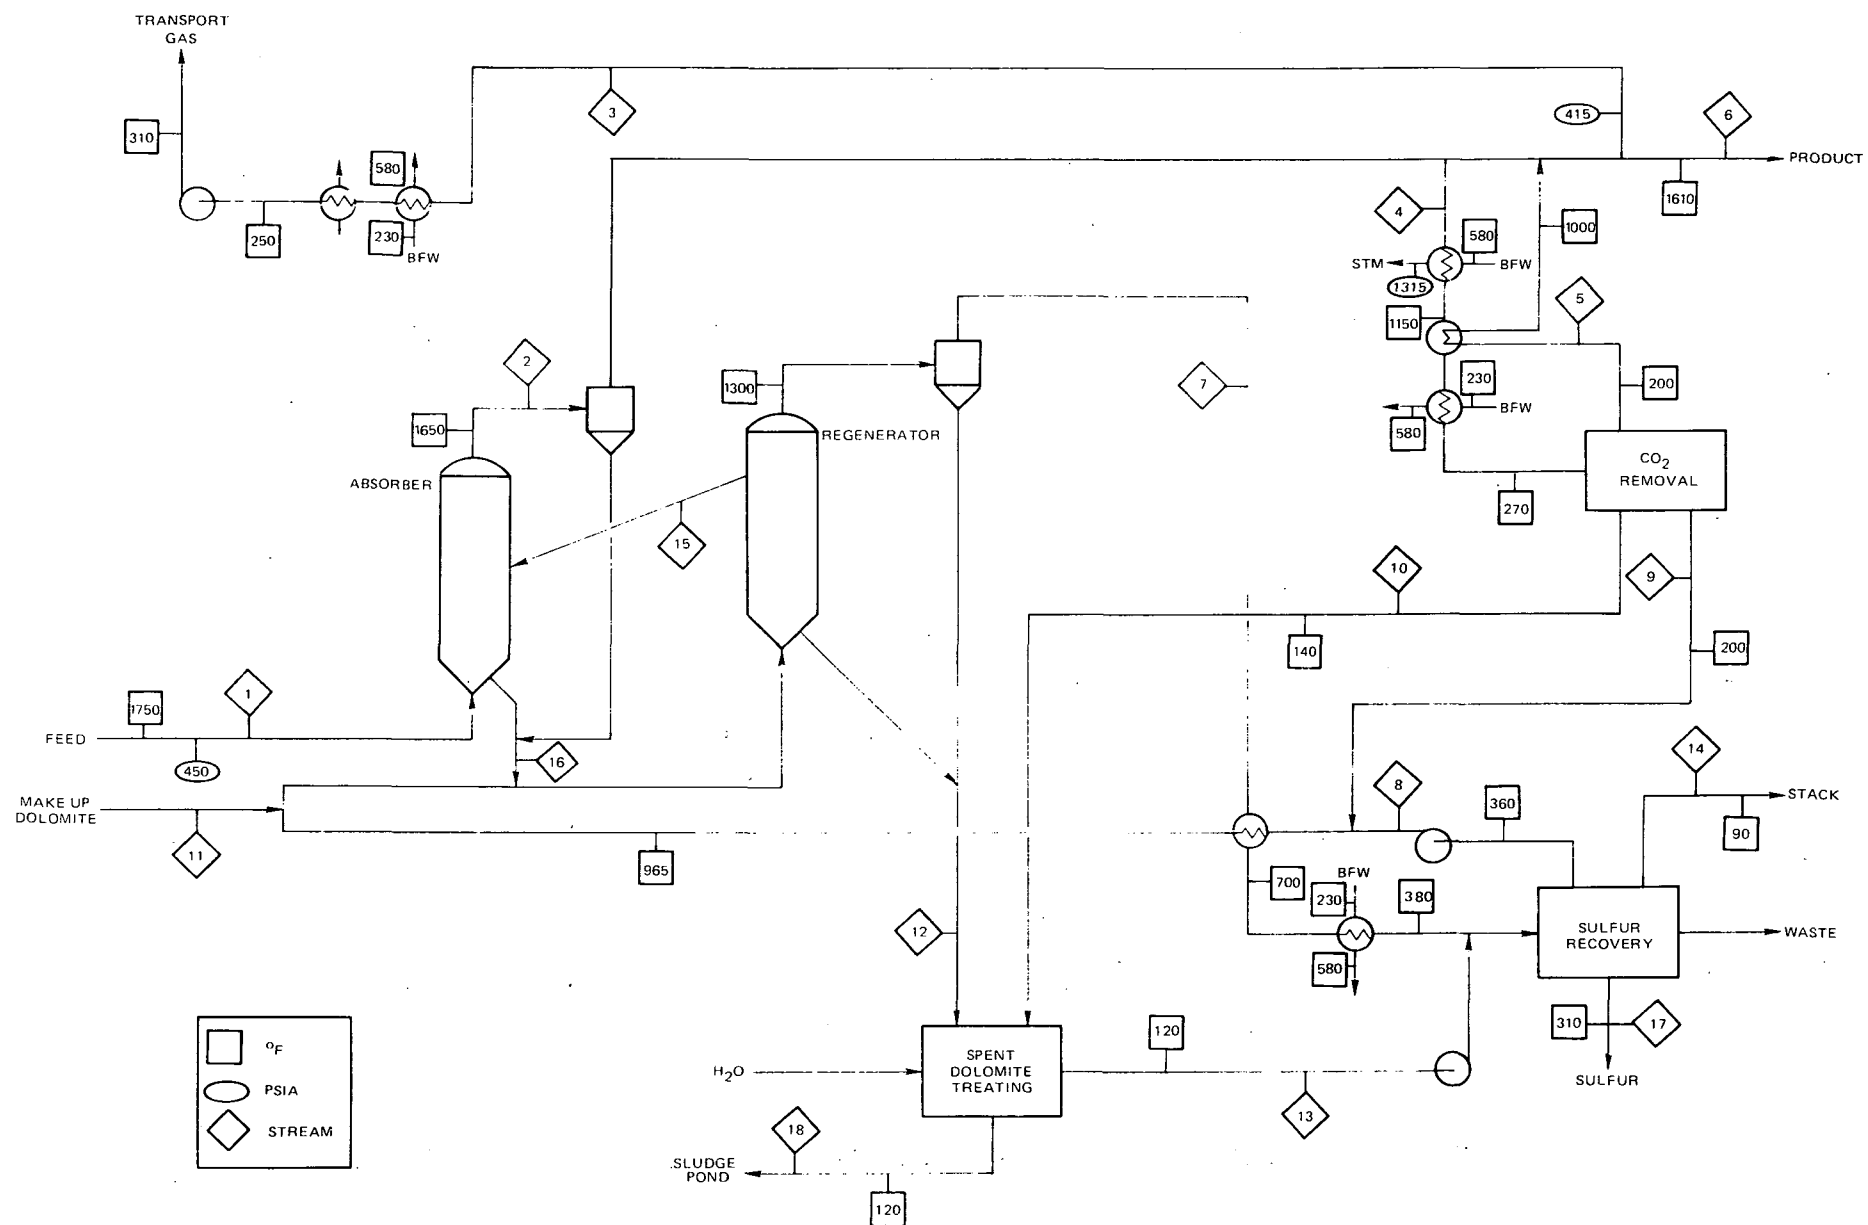 TRANSPORT
GAS
3
415
6
310
580
PRODUCT
1610
250
230
BFW
4
580
1000
STM
BFW
1315
5
1150
2
1300
7
230
200
BFW
580
1650
REGENERATOR
CO2
REMOVAL
ABSORBER
270
15
10
9
140
200
1
1750
FEED
450
16
14
8
360
STACK
MAKE UP
DOLOMITE
90
11
965
700
BFW
230
380
12
SULFUR
RECOVERY
WASTE
580
310
17
°F
120
SPENT
DOLOMITE
TREATING
H2O
SULFUR
PSIA
13
STREAM
18
SLUDGE
POND
120